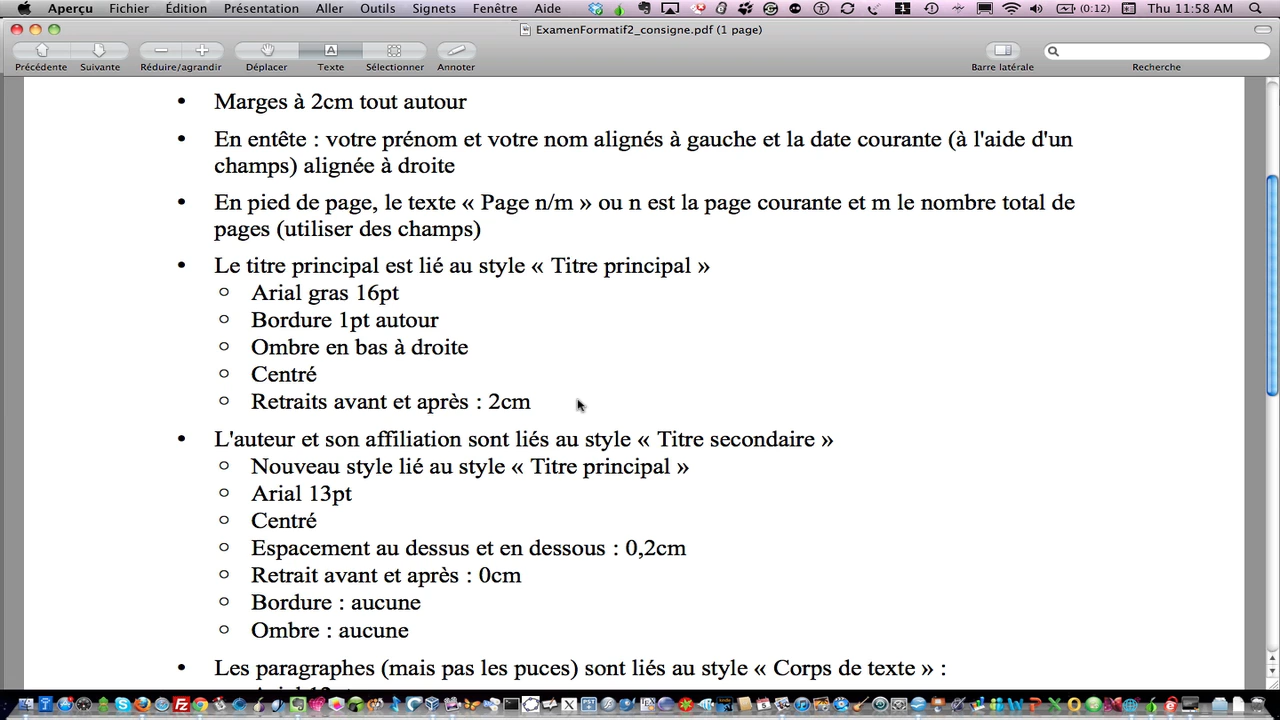 Aperçu Fichier Édition Présentation Aller Outils Signets Fenêtre Aide (0:12) Thu 11:58 AM
ExamenFormatif2_consigne.pdf (1 page)
Précédente Suivante Réduire/agrandir Déplacer Texte Sélectionner Annoter Barre latérale Recherche
• Marges à 2cm tout autour
• En entête : votre prénom et votre nom alignés à gauche et la date courante (à l'aide d'un
champs) alignée à droite
• En pied de page, le texte « Page n/m » ou n est la page courante et m le nombre total de
pages (utiliser des champs)
• Le titre principal est lié au style « Titre principal »
○ Arial gras 16pt
○ Bordure 1pt autour
○ Ombre en bas à droite
○ Centré
○ Retraits avant et après : 2cm
• L'auteur et son affiliation sont liés au style « Titre secondaire »
○ Nouveau style lié au style « Titre principal »
○ Arial 13pt
○ Centré
○ Espacement au dessus et en dessous : 0,2cm
○ Retrait avant et après : 0cm
○ Bordure : aucune
○ Ombre : aucune
• Les paragraphes (mais pas les puces) sont liés au style « Corps de texte » :